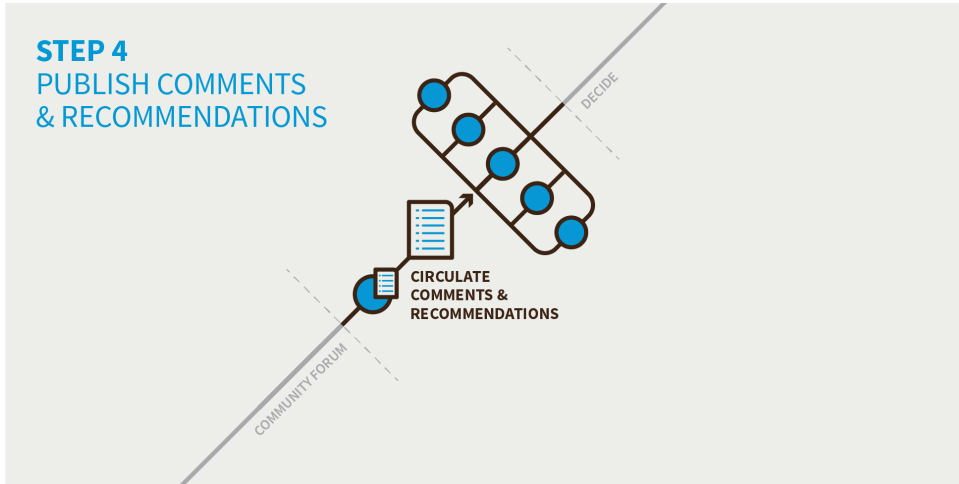 STEP 4
PUBLISH COMMENTS
& RECOMMENDATIONS
DECIDE
CIRCULATE
COMMENTS &
RECOMMENDATIONS
COMMUNITY FORUM